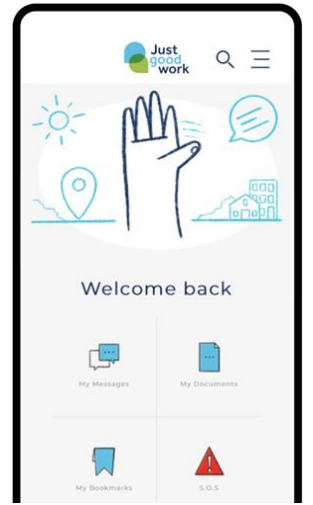 Just
good
work
Welcome back
My Messages
My Documents
My Bookmarks
S.O.S